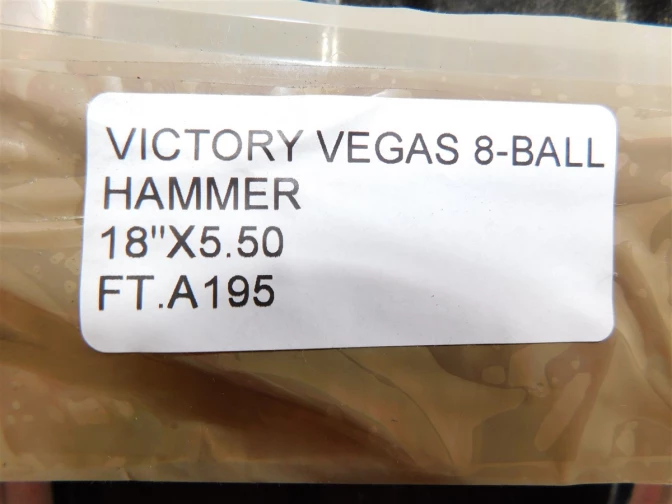 VICTORY VEGAS 8-BALL
HAMMER
18"X5.50
FT.A195